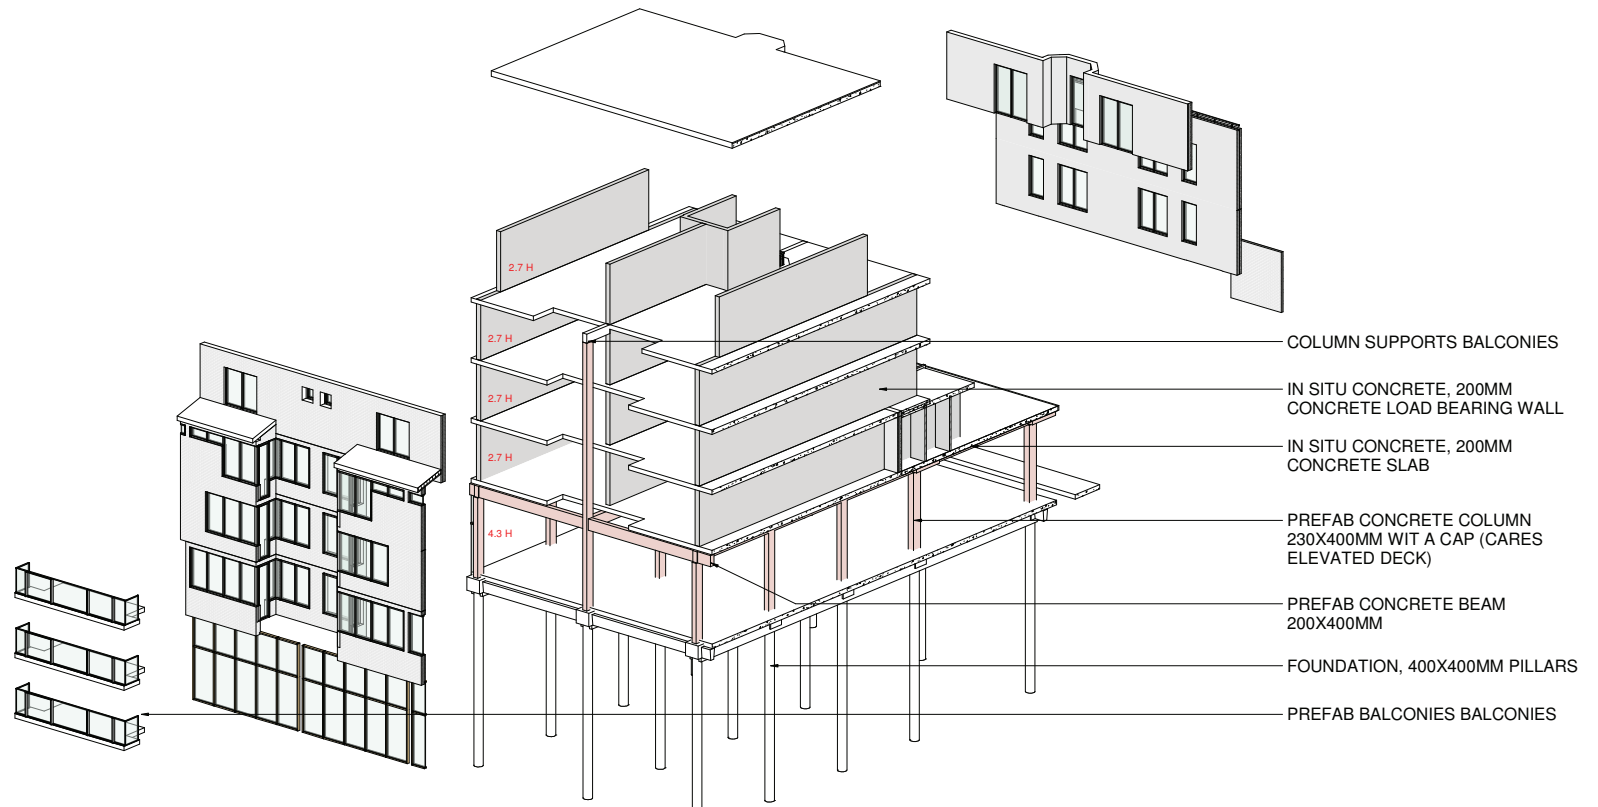 2.7 H
2.7 H
2.7 H
2.7 H
4.3 H
COLUMN SUPPORTS BALCONIES
IN SITU CONCRETE, 200MM
CONCRETE LOAD BEARING WALL
IN SITU CONCRETE, 200MM
CONCRETE SLAB
PREFAB CONCRETE COLUMN
230X400MM WIT A CAP (CARES
ELEVATED DECK)
PREFAB CONCRETE BEAM
200X400MM
FOUNDATION, 400X400MM PILLARS
PREFAB BALCONIES BALCONIES